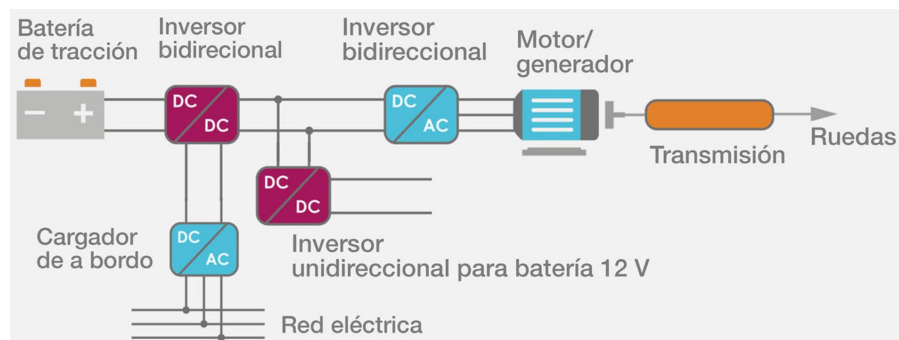 Batería
de tracción
Inversor
bidirecional
Inversor
bidireccional
Motor/
generador
DC
DC
DC
AC
Ruedas
Transmisión
DC
DC
Cargador
de a bordo
DC
AC
Inversor
unidireccional para batería 12 V
Red eléctrica